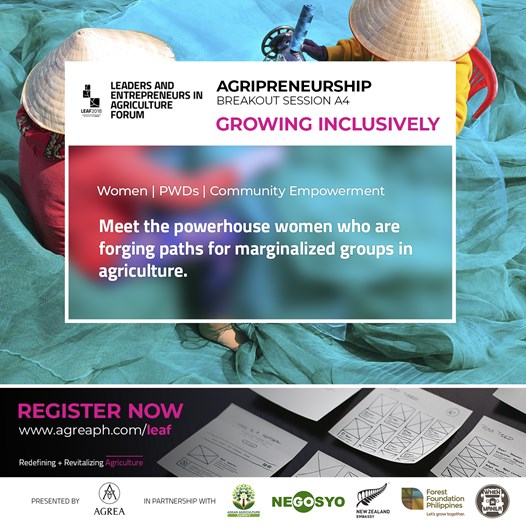 LEAF2018
LEADERS AND
ENTREPRENEURS IN
AGRICULTURE
FORUM
AGRIPRENEURSHIP
BREAKOUT SESSION A4
GROWING INCLUSIVELY
Women | PWDs | Community Empowerment
Meet the powerhouse women who are
forging paths for marginalized groups in
agriculture.
REGISTER NOW
www.agreaph.com/leaf
Redefining + Revitalizing Agriculture
PRESENTED BY
AGREA
IN PARTNERSHIP WITH
ASEAN AGRICULTURE
SUMMIT
NEGOSYO
NEW ZEALAND
EMBASSY
Forest
Foundation
Philippines
Let's grow together.
WHEN
IN
MANILA